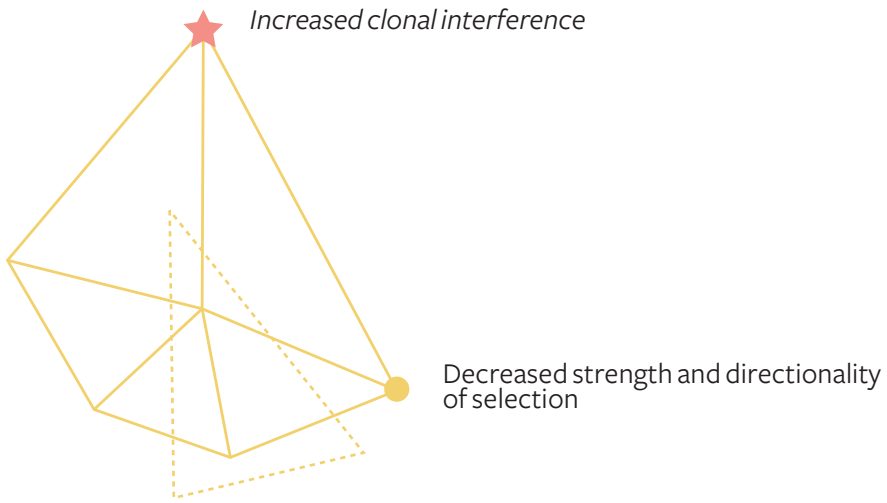 Increased clonal interference
Decreased strength and directionality
of selection